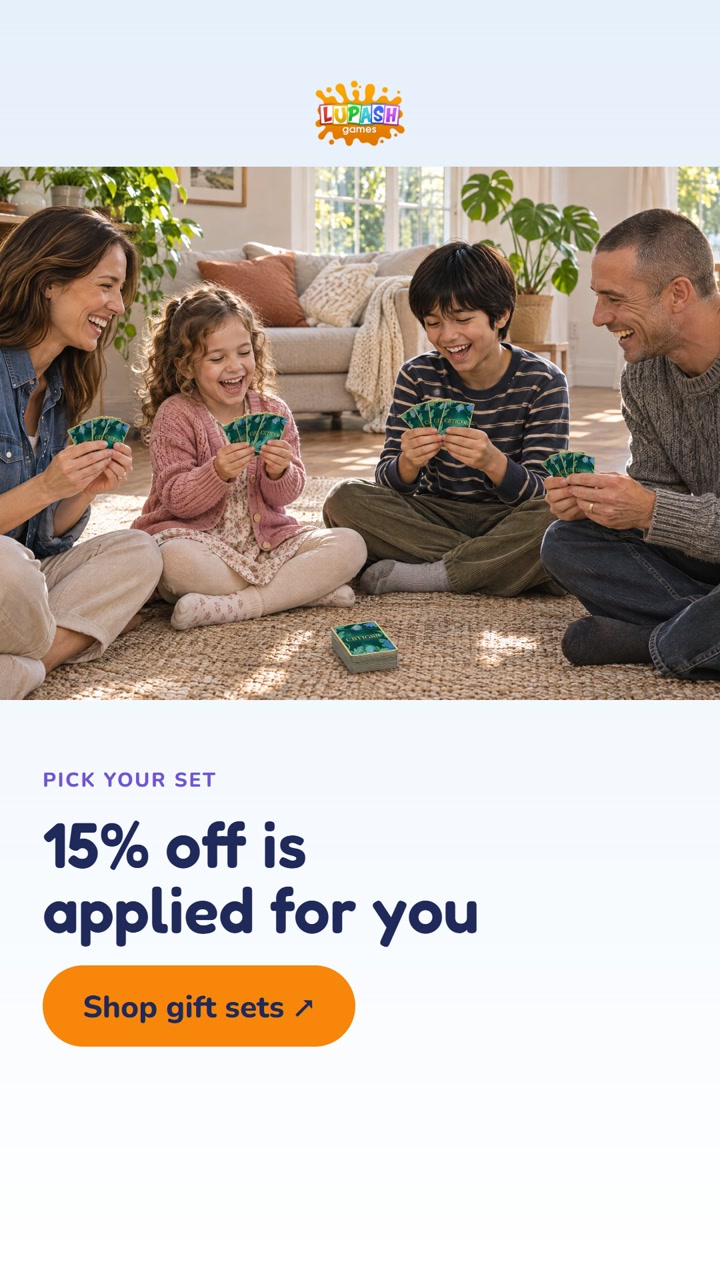 LUPASH
games
PICK YOUR SET
15% off is
applied for you
Shop gift sets ↗